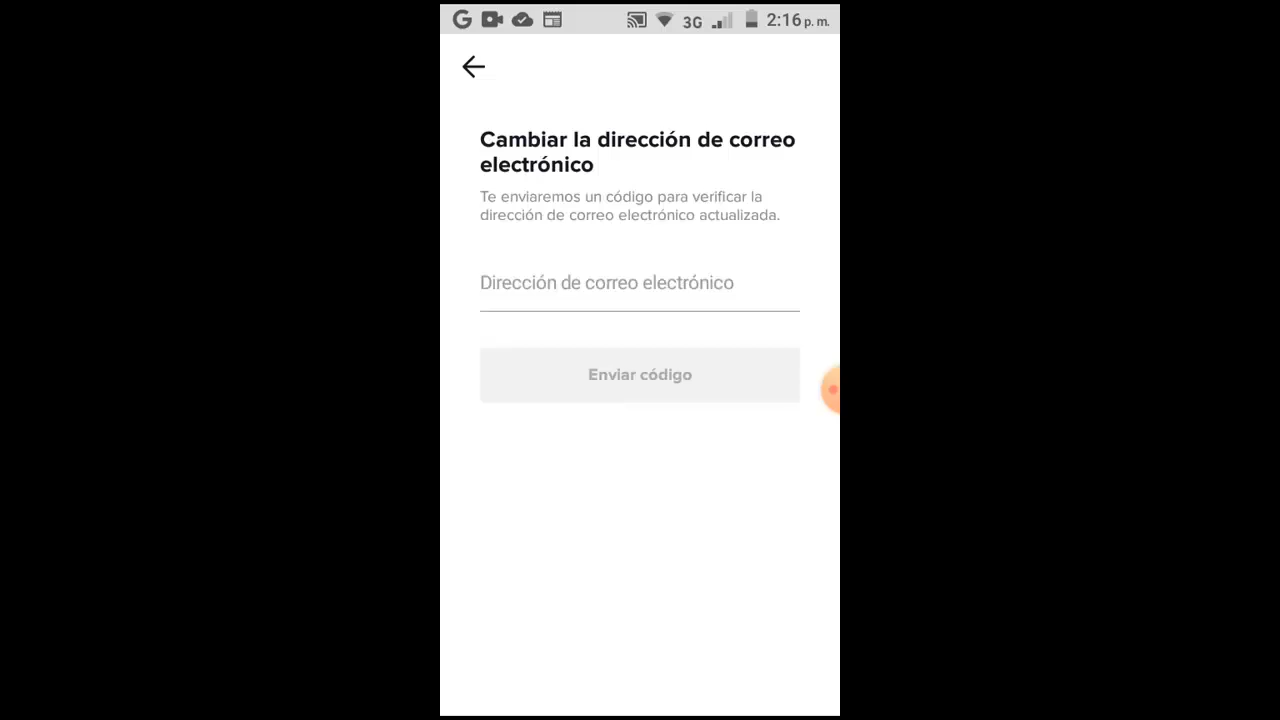 3G 2:16 p. m.
Cambiar la dirección de correo
electrónico
Te enviaremos un código para verificar la
dirección de correo electrónico actualizada.
Dirección de correo electrónico
Enviar código